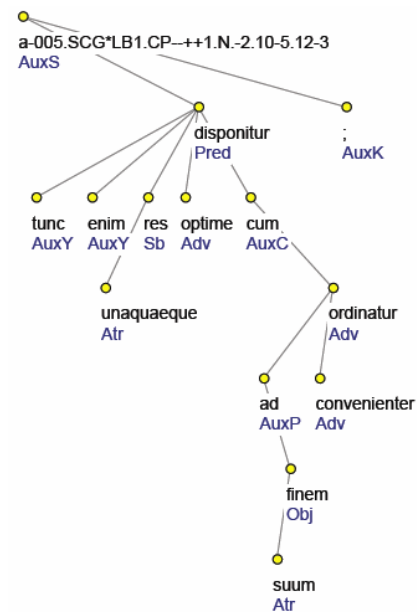 a-005.SCG*LB1.CP--++1.N.-2.10-5.12-3
AuxS
disponitur ;
Pred AuxK
tunc enim res optime cum
AuxY AuxY Sb Adv AuxC
unaquaeque ordinatur
Atr Adv
ad convenienter
AuxP Adv
finem
Obj
suum
Atr